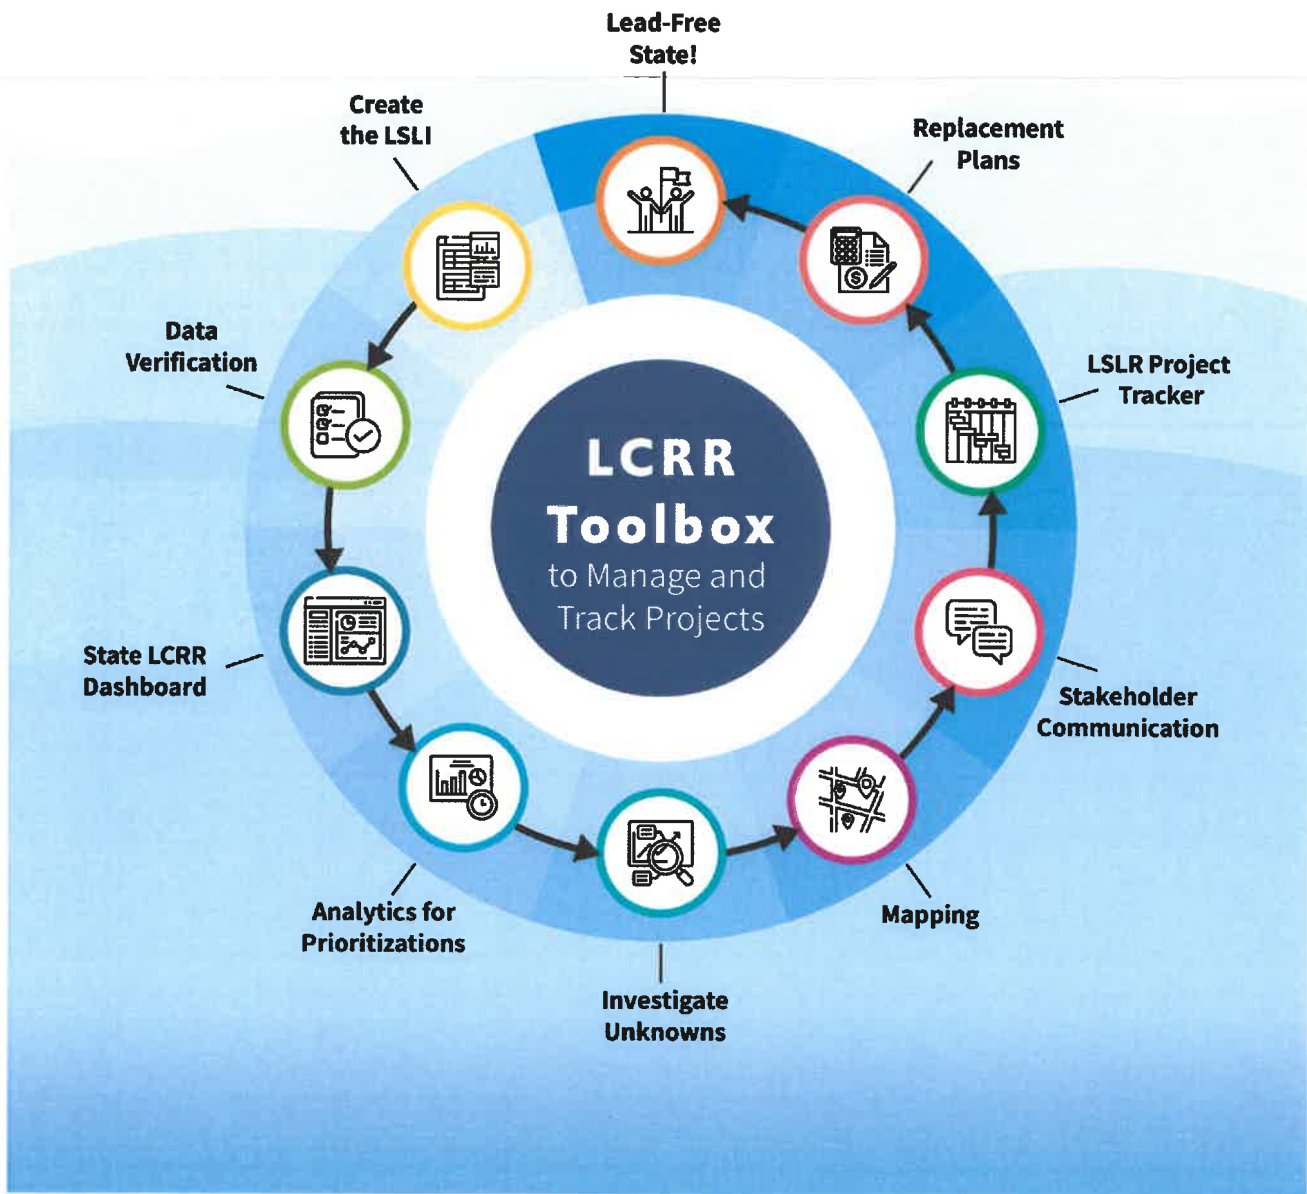 Lead-Free
State!
Create
the LSLI
Replacement
Plans
Data
Verification
LSLR Project
Tracker
LCRR
Toolbox
to Manage and
Track Projects
State LCRR
Dashboard
Stakeholder
Communication
Analytics for
Prioritizations
Mapping
Investigate
Unknowns